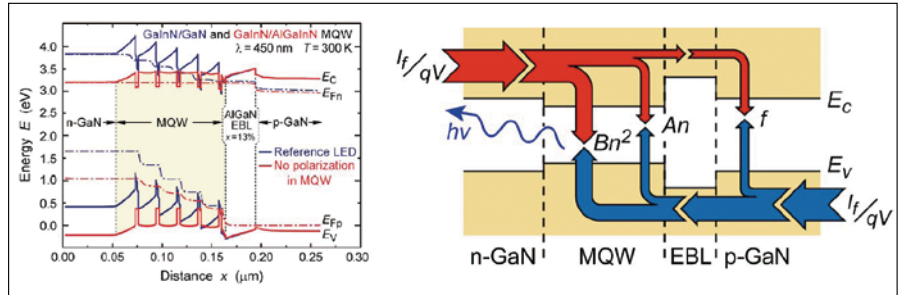 GaInN/GaN and GaInN/AlGaInN MQW
λ = 450 nm T = 300 K
4.0
3.5
3.0
2.5
2.0
1.5
1.0
0.5
0.0
Energy E (eV)
E_C
E_Fn
n-GaN
MQW
AlGaN
EBL
x=13%
p-GaN
Reference LED
No polarization
in MQW
E_Fp
E_V
0.00 0.05 0.10 0.15 0.20 0.25 0.30
Distance x (μm)
I_f/qV
E_C
hν
Bn²
An
f
E_V
I_f/qV
n-GaN MQW EBL p-GaN